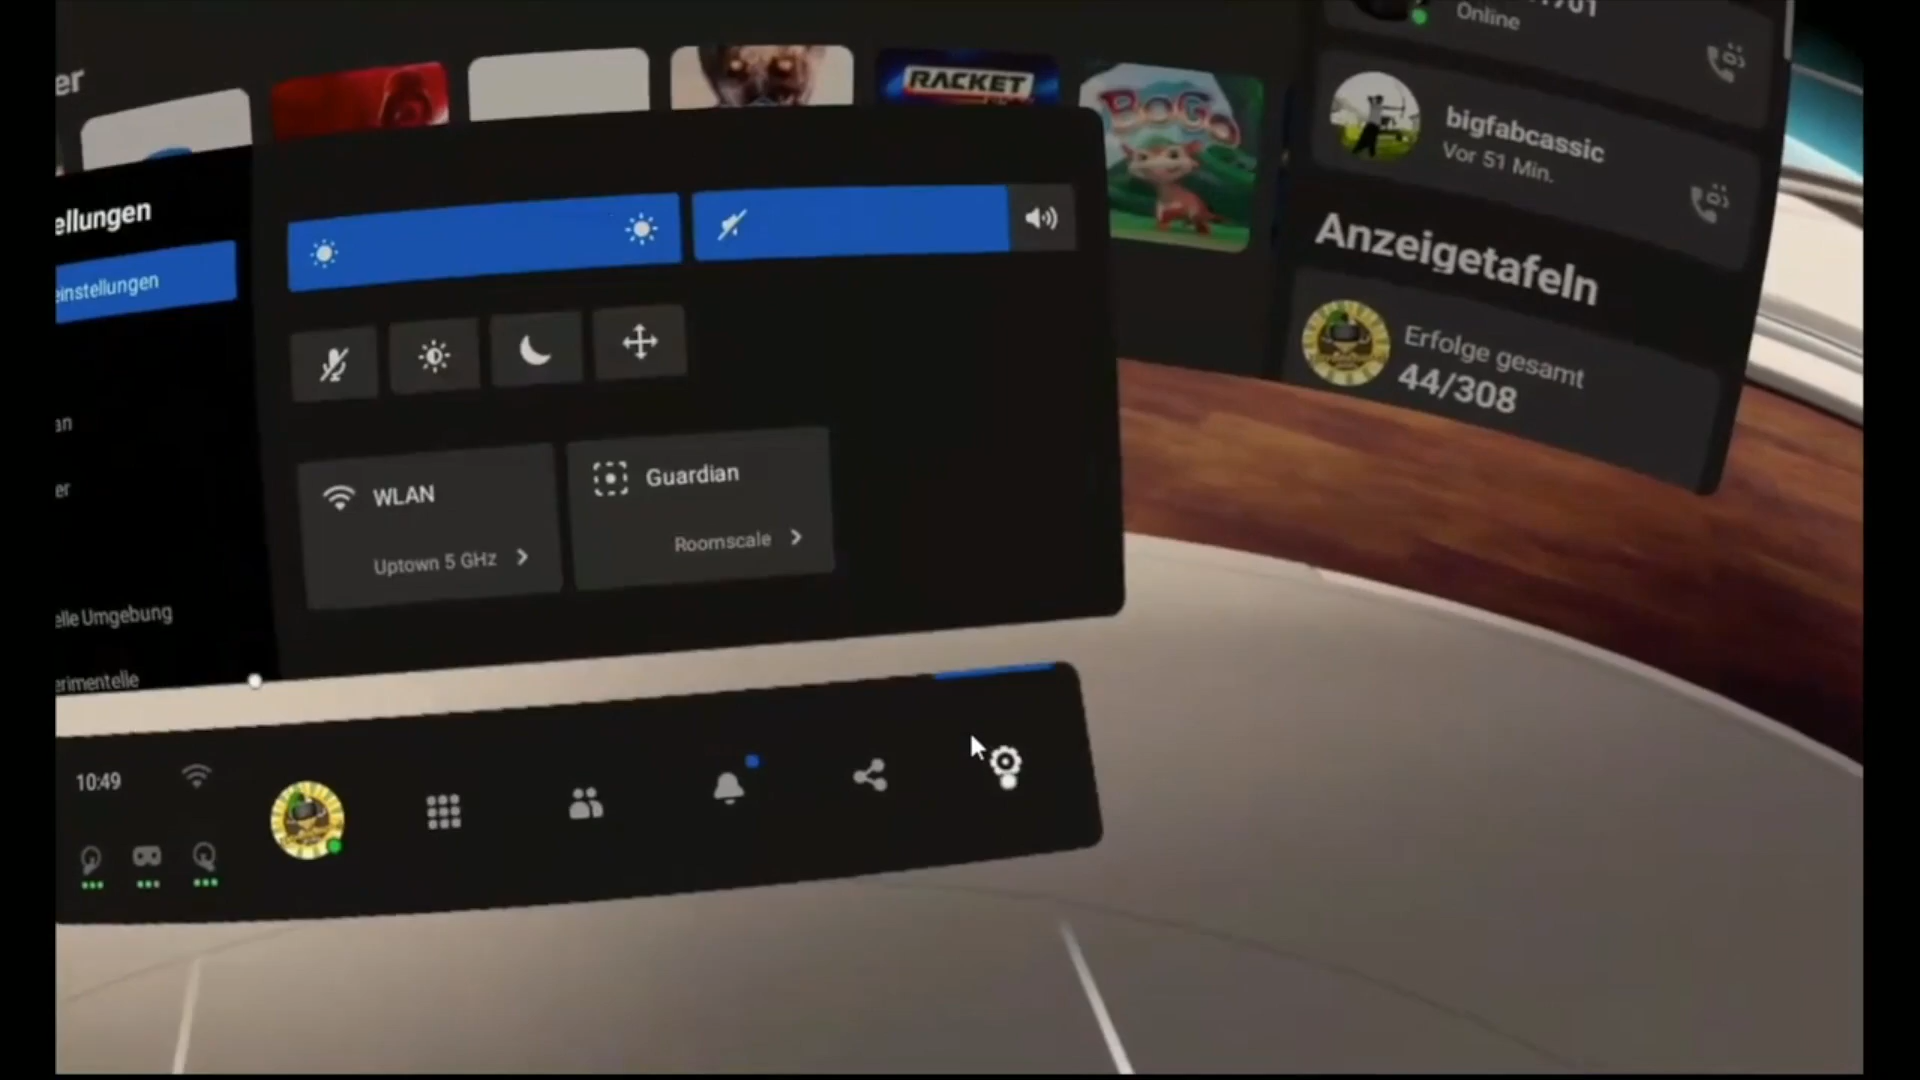 er
RACKET
BOGO
Online
bigfabcassic
Vor 51 Min.
Anzeigetafeln
Erfolge gesamt
44/308
ellungen
einstellungen
an
er
elle Umgebung
erimentelle
WLAN
Uptown 5 GHz
Guardian
Roomscale
10:49